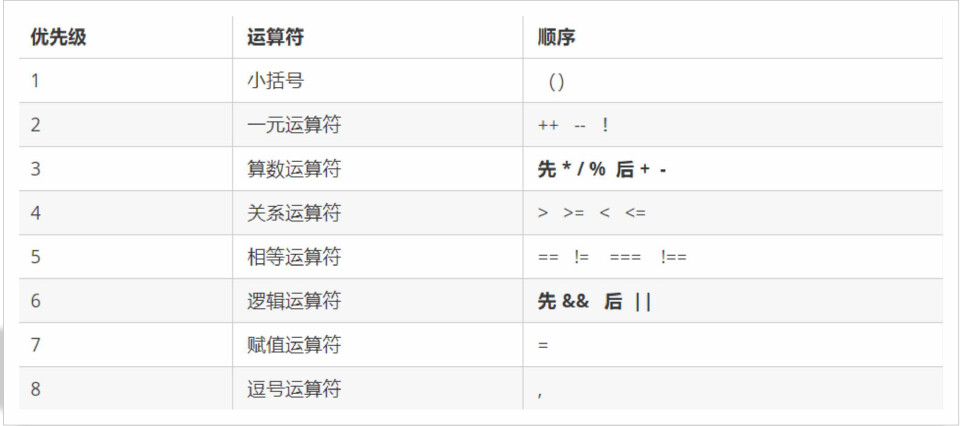 优先级 运算符 顺序
1 小括号 ()
2 一元运算符 ++ -- !
3 算数运算符 先 * / % 后 + -
4 关系运算符 > >= < <=
5 相等运算符 == != === !==
6 逻辑运算符 先 && 后 ||
7 赋值运算符 =
8 逗号运算符 ,